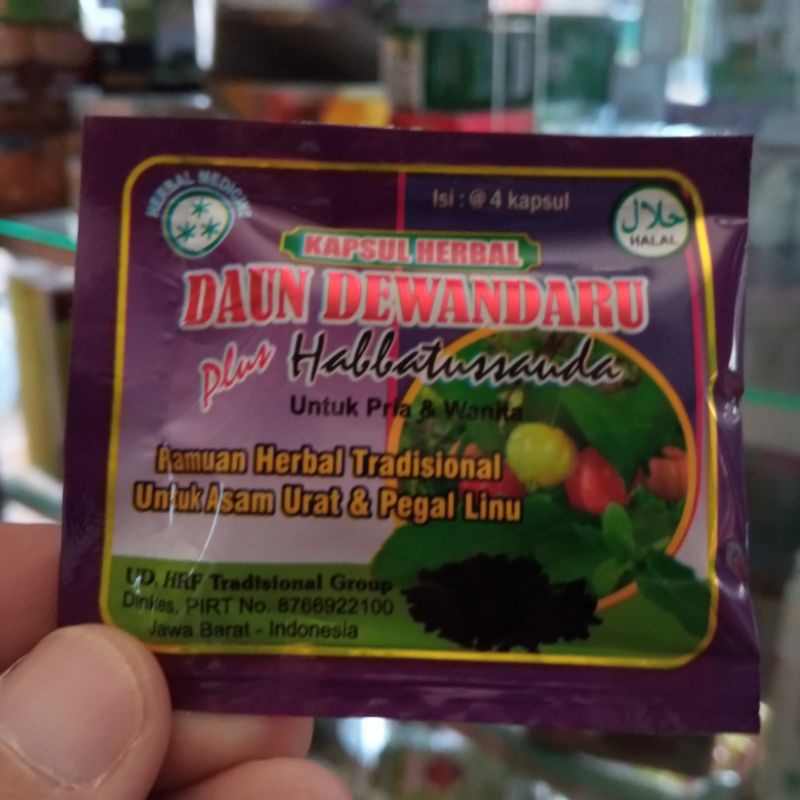 HERBAL MEDICINE
Isi : @ 4 kapsul
حلال
HALAL
KAPSUL HERBAL
DAUN DEWANDARU
plus Habbatussauda
Untuk Pria & Wanita
Ramuan Herbal Tradisional
Untuk Asam Urat & Pegal Linu
UD. HRF Tradisional Group
Dinkes, PIRT No. 8766922100
Jawa Barat - Indonesia